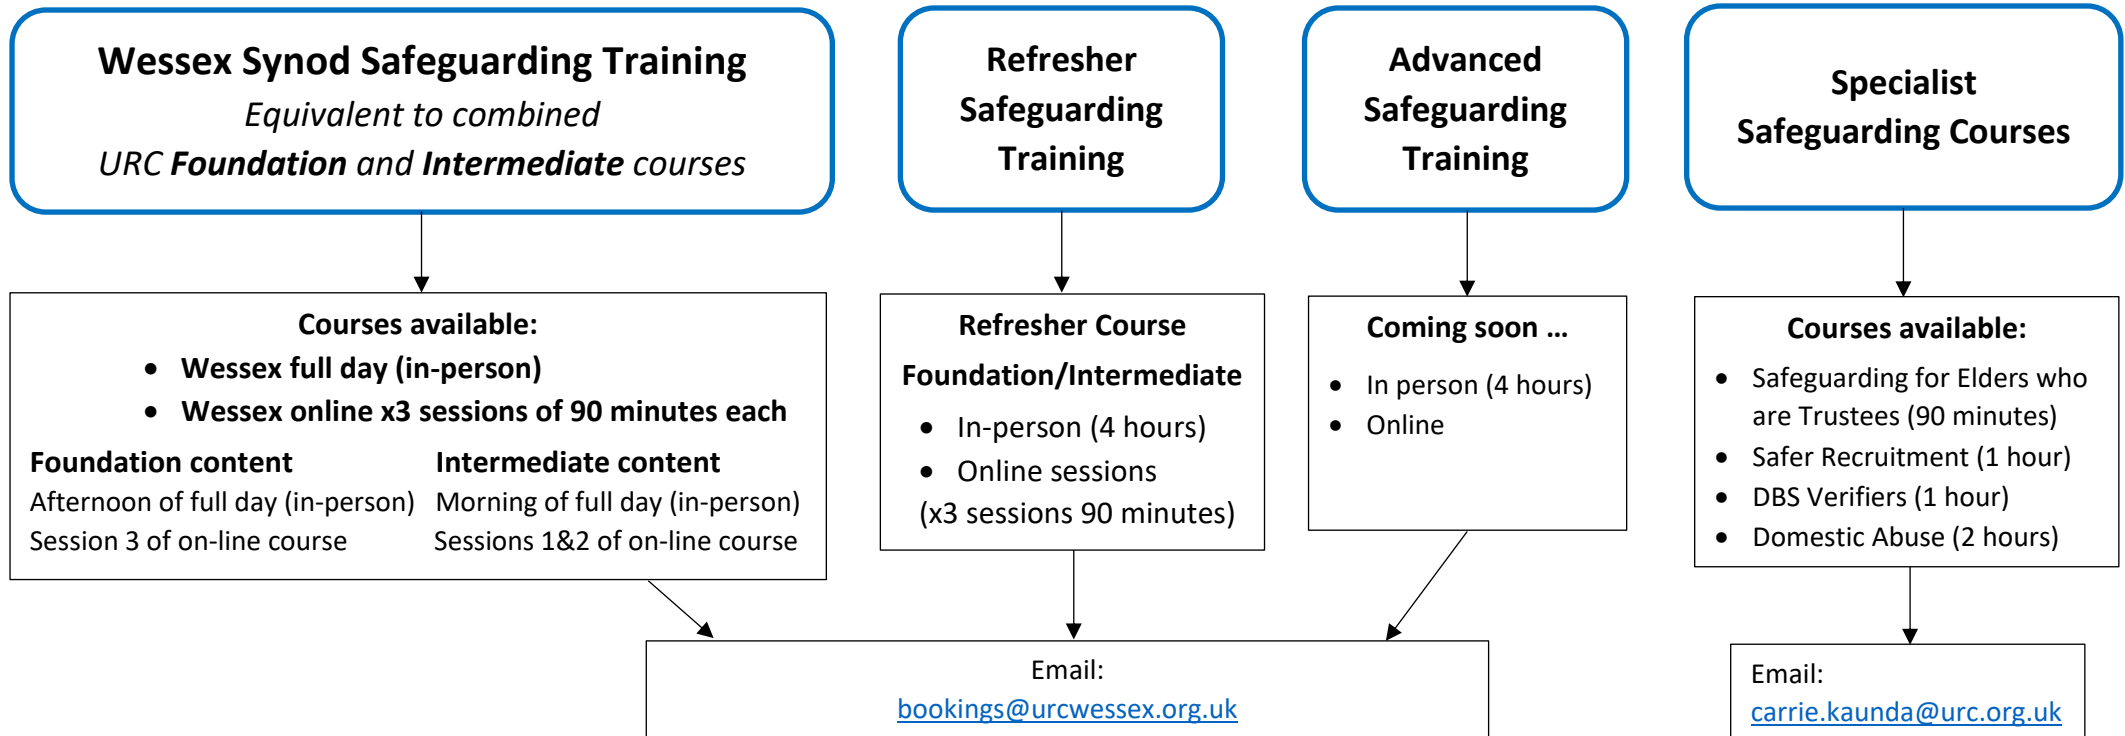 Wessex Synod Safeguarding Training
Equivalent to combined
URC Foundation and Intermediate courses
Refresher
Safeguarding
Training
Advanced
Safeguarding
Training
Specialist
Safeguarding Courses
Courses available:
• Wessex full day (in-person)
• Wessex online x3 sessions of 90 minutes each
Foundation content
Afternoon of full day (in-person)
Session 3 of on-line course
Intermediate content
Morning of full day (in-person)
Sessions 1&2 of on-line course
Refresher Course
Foundation/Intermediate
• In-person (4 hours)
• Online sessions
(x3 sessions 90 minutes)
Coming soon …
• In person (4 hours)
• Online
Courses available:
• Safeguarding for Elders who
are Trustees (90 minutes)
• Safer Recruitment (1 hour)
• DBS Verifiers (1 hour)
• Domestic Abuse (2 hours)
Email:
bookings@urcwessex.org.uk
Email:
carrie.kaunda@urc.org.uk